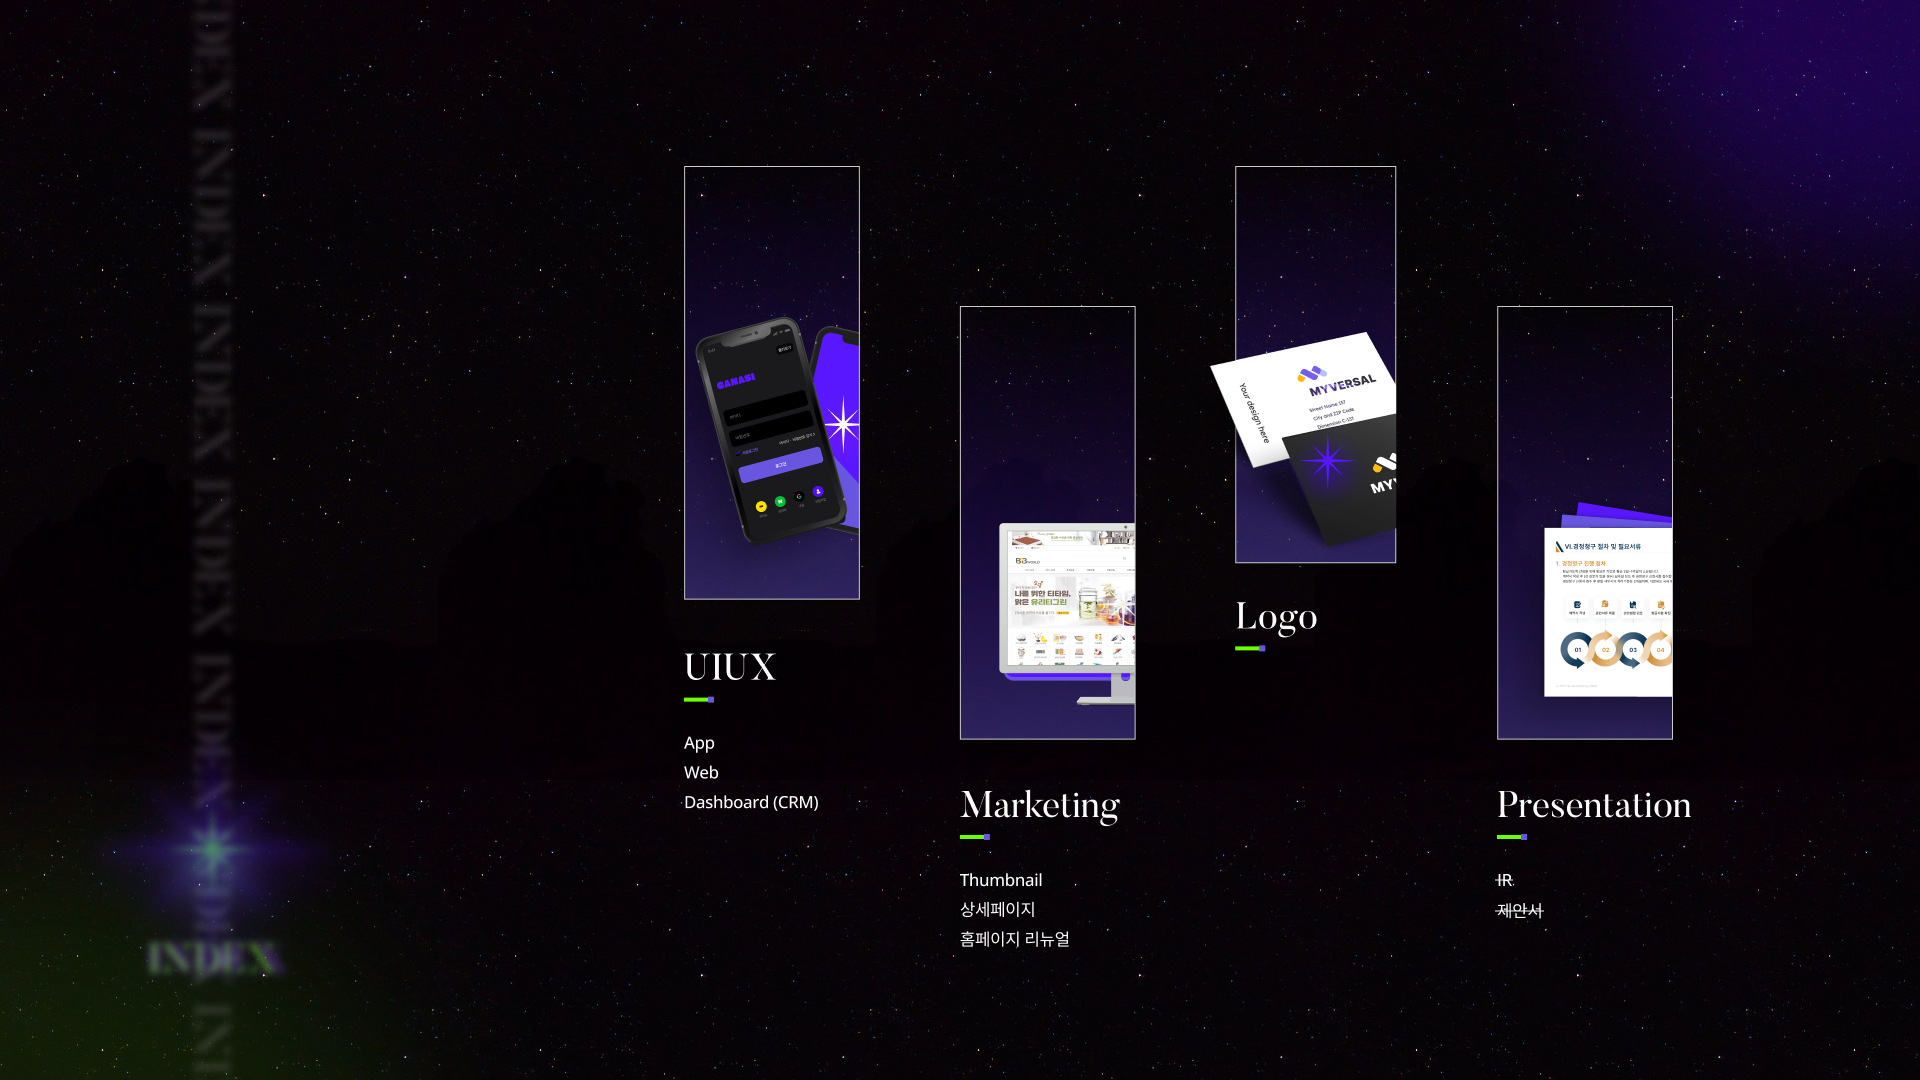 INDEX INDEX INDEX INDEX INDEX INDEX
INDEX
GANASI
로그인
UIUX
App
Web
Dashboard (CRM)
나를 위한 티타임,
맑은 유리티그린
Marketing
Thumbnail
상세페이지
홈페이지 리뉴얼
Your design here
MYVERSAL
Street Name 137
City and ZIP Code
Dimension C-137
MYV
Logo
VI.경정청구 절차 및 필요서류
1. 경정청구 진행 절차
01 02 03 04
Presentation
IR
제안서